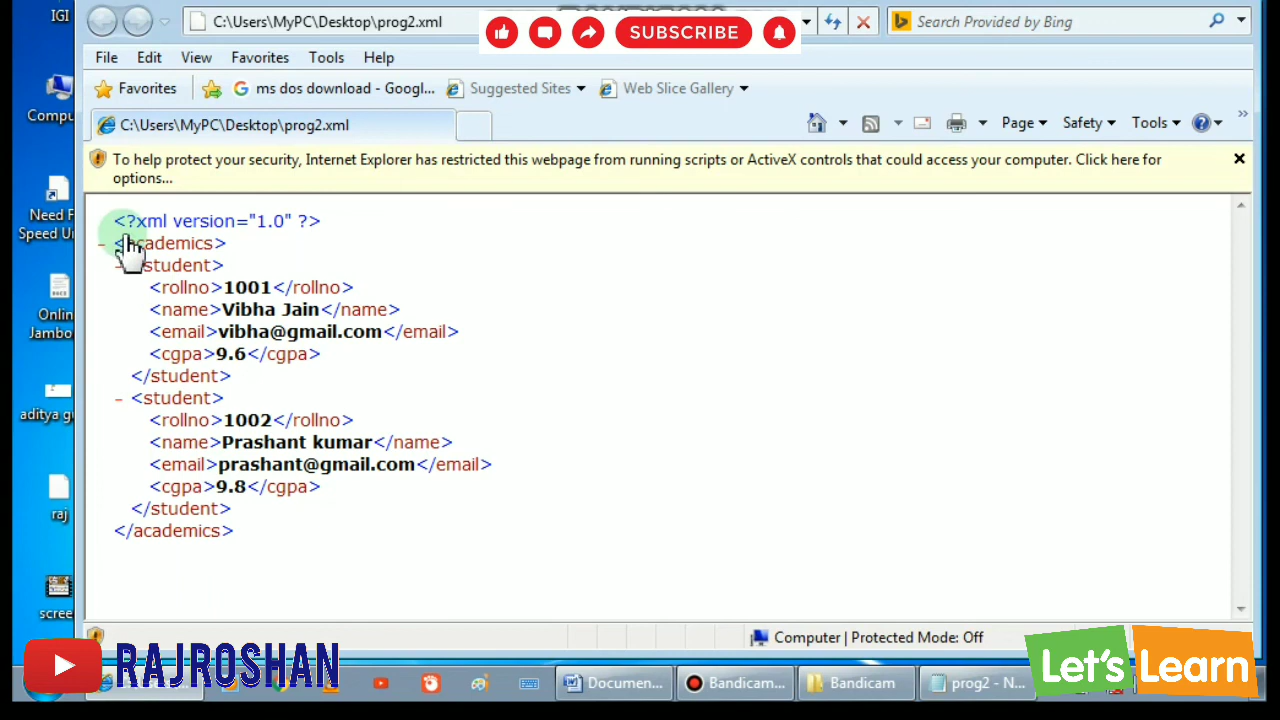 IGI
C:\Users\MyPC\Desktop\prog2.xml
SUBSCRIBE
Search Provided by Bing
File Edit View Favorites Tools Help
Favorites ms dos download - Googl... Suggested Sites Web Slice Gallery
C:\Users\MyPC\Desktop\prog2.xml
Page Safety Tools
Compu
To help protect your security, Internet Explorer has restricted this webpage from running scripts or ActiveX controls that could access your computer. Click here for
options...
Need F
Speed Un
<?xml version="1.0" ?>
- <academics>
- <student>
<rollno>1001</rollno>
<name>Vibha Jain</name>
<email>vibha@gmail.com</email>
<cgpa>9.6</cgpa>
</student>
- <student>
<rollno>1002</rollno>
<name>Prashant kumar</name>
<email>prashant@gmail.com</email>
<cgpa>9.8</cgpa>
</student>
</academics>
Onlin
Jambo
aditya g
raj
scree
Computer | Protected Mode: Off
RAJROSHAN
Documen...
Bandicam...
Bandicam
prog2 - N...
Let's Learn